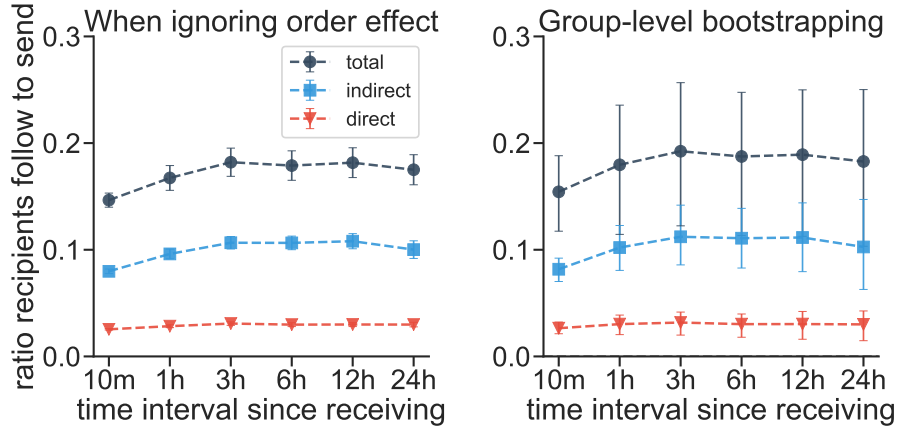 When ignoring order effect
ratio recipients follow to send
0.3
0.2
0.1
0.0
total
indirect
direct
10m 1h 3h 6h 12h 24h
time interval since receiving
Group-level bootstrapping
0.3
0.2
0.1
0.0
10m 1h 3h 6h 12h 24h
time interval since receiving